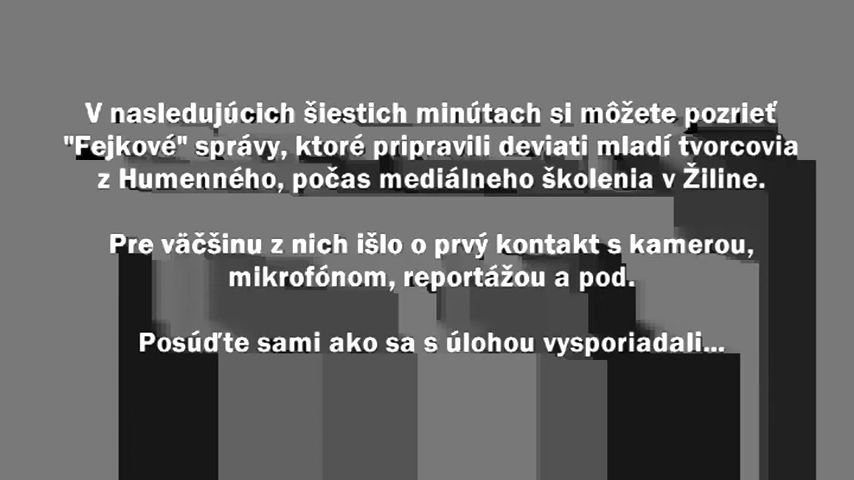 V nasledujúcich šiestich minútach si môžete pozrieť
"Fejkové" správy, ktoré pripravili deviati mladí tvorcovia
z Humenného, počas mediálneho školenia v Žiline.
Pre väčšinu z nich išlo o prvý kontakt s kamerou,
mikrofónom, reportážou a pod.
Posúďte sami ako sa s úlohou vysporiadali...